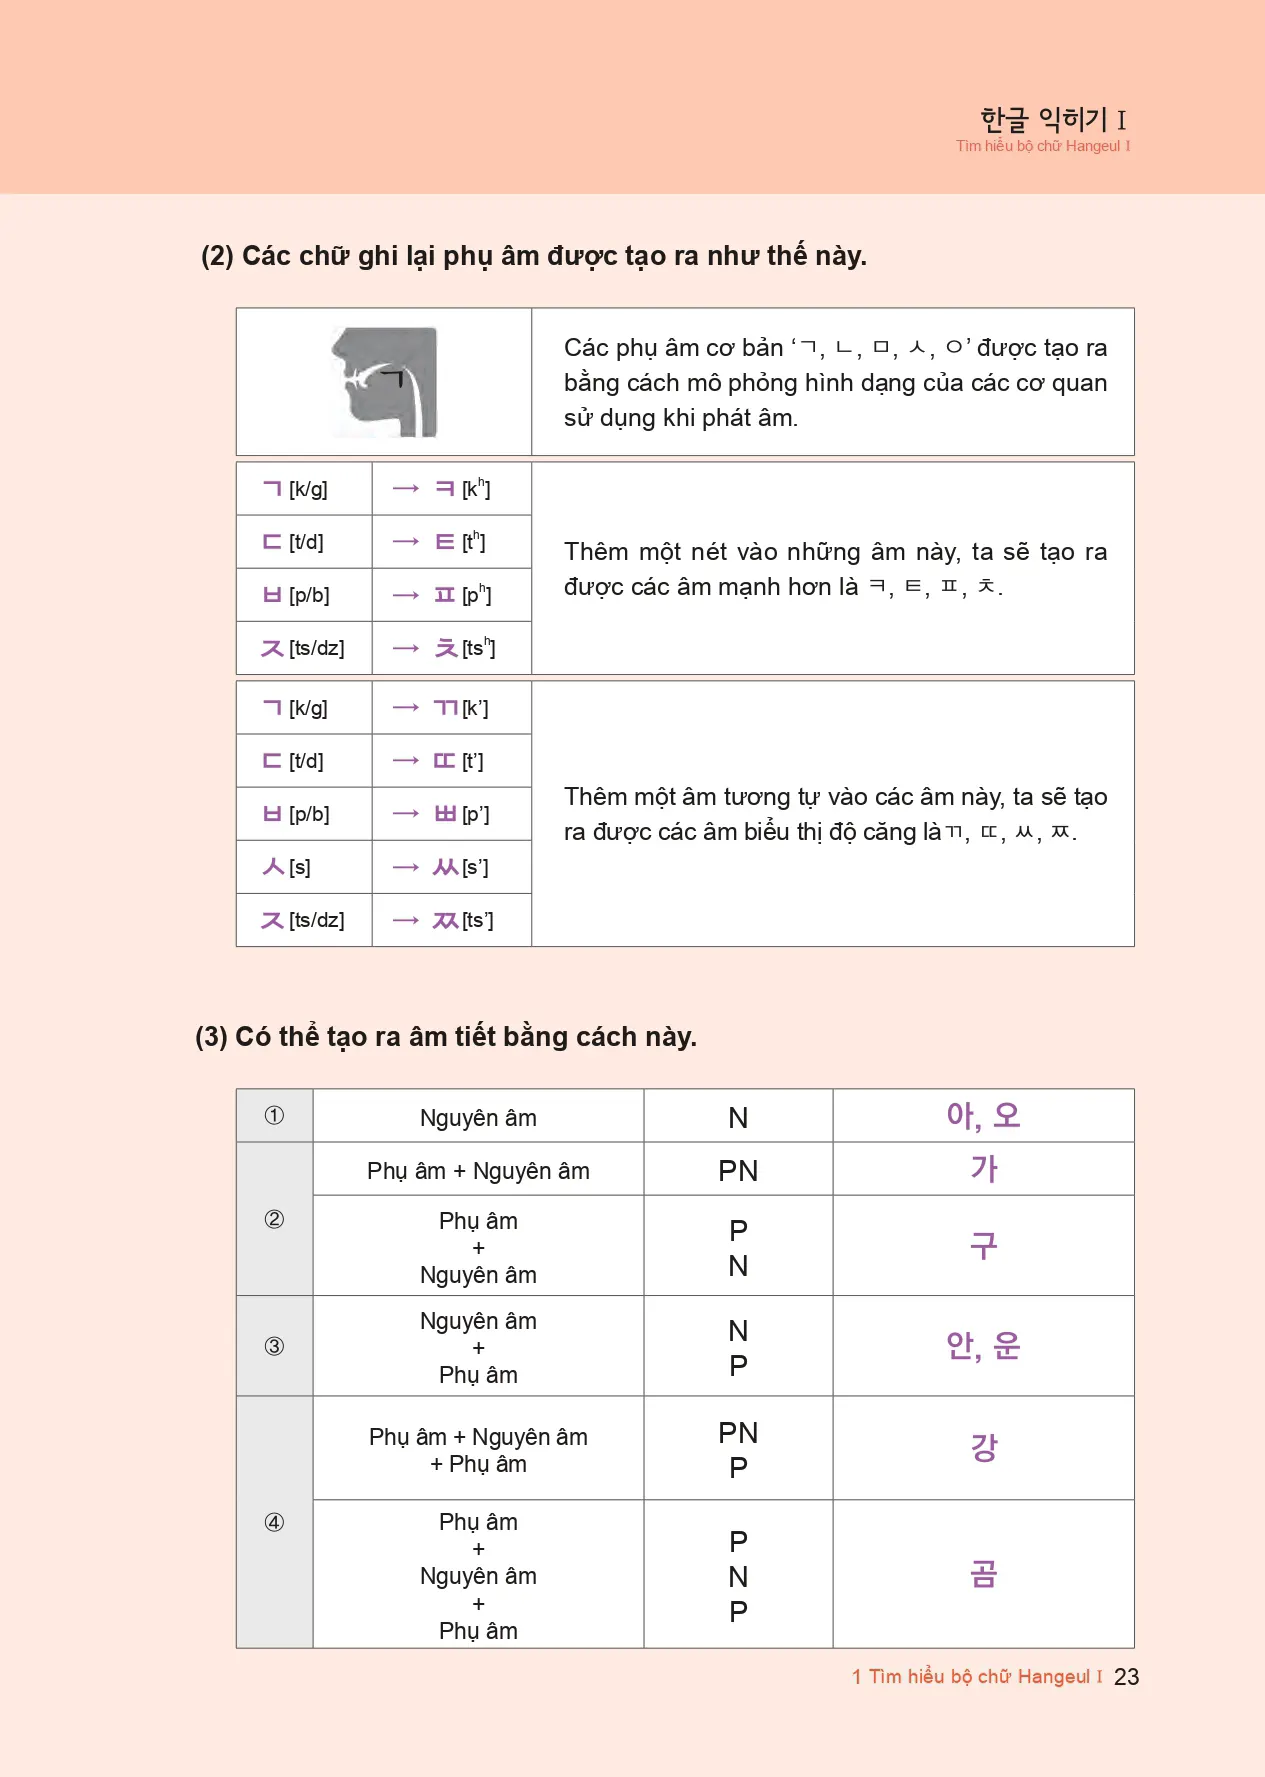 한글 익히기 I
Tìm hiểu bộ chữ Hangeul I
(2) Các chữ ghi lại phụ âm được tạo ra như thế này.
ㄱ
Các phụ âm cơ bản ‘ㄱ, ㄴ, ㅁ, ㅅ, ㅇ’ được tạo ra
bằng cách mô phỏng hình dạng của các cơ quan
sử dụng khi phát âm.
ㄱ [k/g] → ㅋ [kʰ]
ㄷ [t/d] → ㅌ [tʰ]
ㅂ [p/b] → ㅍ [pʰ]
ㅈ [ts/dz] → ㅊ [tsʰ]
Thêm một nét vào những âm này, ta sẽ tạo ra
được các âm mạnh hơn là ㅋ, ㅌ, ㅍ, ㅊ.
ㄱ [k/g] → ㄲ [k’]
ㄷ [t/d] → ㄸ [t’]
ㅂ [p/b] → ㅃ [p’]
ㅅ [s] → ㅆ [s’]
ㅈ [ts/dz] → ㅉ [ts’]
Thêm một âm tương tự vào các âm này, ta sẽ tạo
ra được các âm biểu thị độ căng làㄲ, ㄸ, ㅆ, ㅉ.
(3) Có thể tạo ra âm tiết bằng cách này.
① Nguyên âm N 아, 오
Phụ âm + Nguyên âm PN 가
②
Phụ âm
+
Nguyên âm
P
N
구
③
Nguyên âm
+
Phụ âm
N
P
안, 운
Phụ âm + Nguyên âm
+ Phụ âm
PN
P
강
④
Phụ âm
+
Nguyên âm
+
Phụ âm
P
N
P
곰
1 Tìm hiểu bộ chữ Hangeul I 23